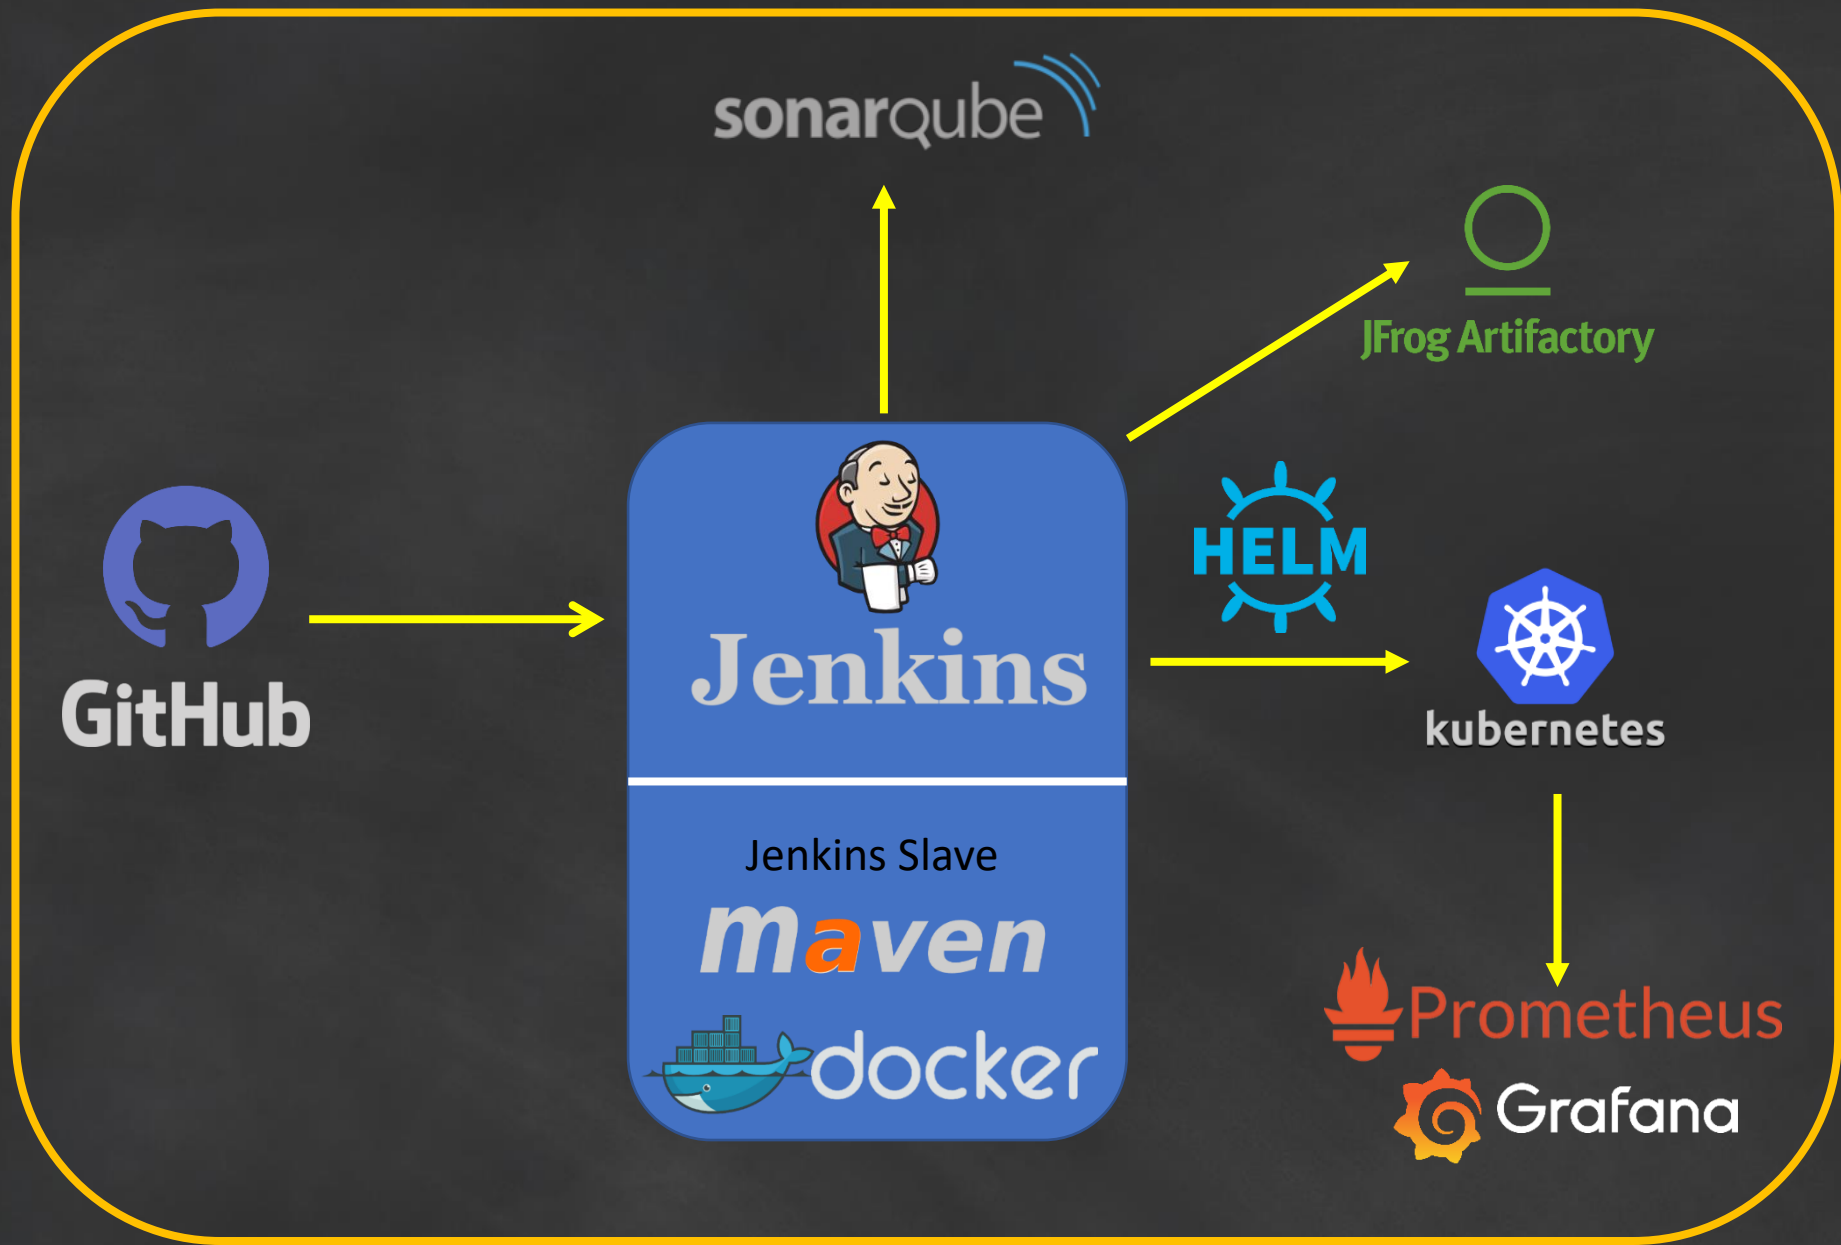 sonarqube
JFrog Artifactory
HELM
GitHub
Jenkins
kubernetes
Jenkins Slave
maven
docker
Prometheus
Grafana